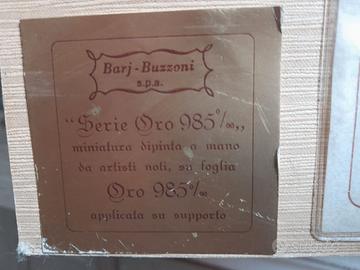 Barj-Buzzoni
s.p.a.
"Serie Oro 985‰"
miniatura dipinta a mano
da artisti noti, su foglia
Oro 985‰
applicata su supporto